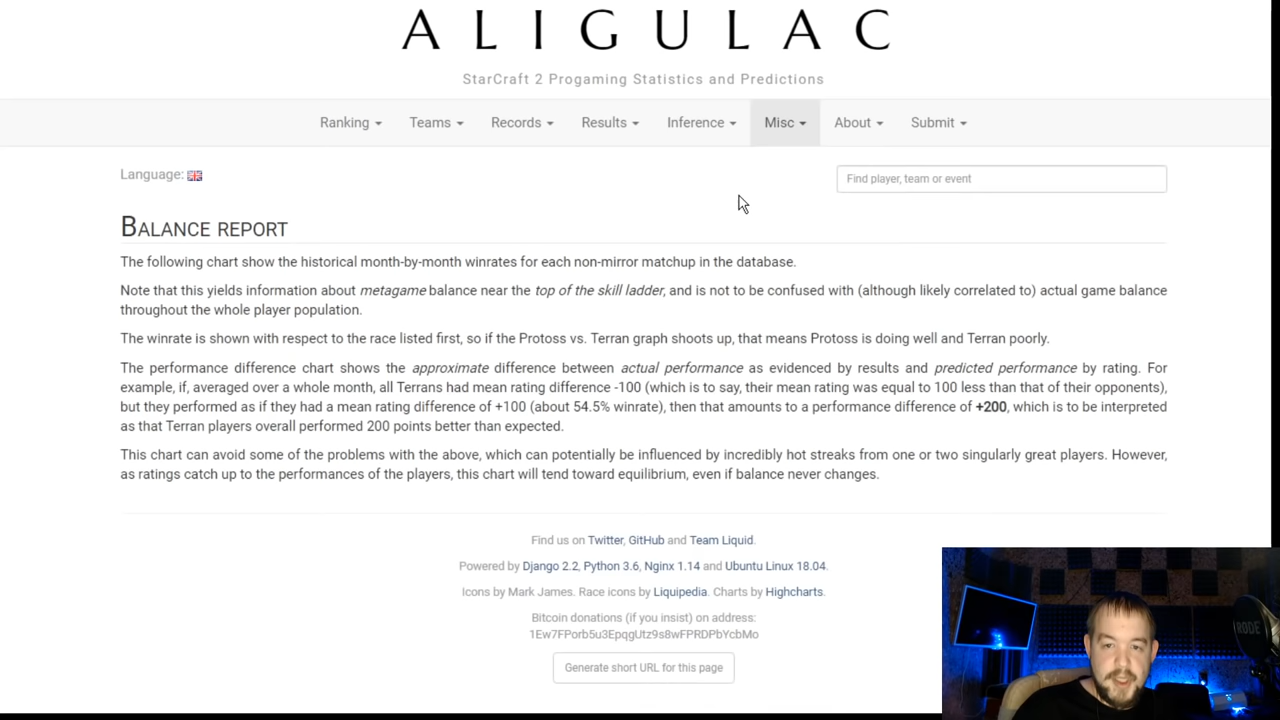 ALIGULAC
StarCraft 2 Progaming Statistics and Predictions
Ranking Teams Records Results Inference Misc About Submit
Language:
Find player, team or event
Balance report
The following chart show the historical month-by-month winrates for each non-mirror matchup in the database.
Note that this yields information about metagame balance near the top of the skill ladder, and is not to be confused with (although likely correlated to) actual game balance
throughout the whole player population.
The winrate is shown with respect to the race listed first, so if the Protoss vs. Terran graph shoots up, that means Protoss is doing well and Terran poorly.
The performance difference chart shows the approximate difference between actual performance as evidenced by results and predicted performance by rating. For
example, if, averaged over a whole month, all Terrans had mean rating difference -100 (which is to say, their mean rating was equal to 100 less than that of their opponents),
but they performed as if they had a mean rating difference of +100 (about 54.5% winrate), then that amounts to a performance difference of +200, which is to be interpreted
as that Terran players overall performed 200 points better than expected.
This chart can avoid some of the problems with the above, which can potentially be influenced by incredibly hot streaks from one or two singularly great players. However,
as ratings catch up to the performances of the players, this chart will tend toward equilibrium, even if balance never changes.
Find us on Twitter, GitHub and Team Liquid.
Powered by Django 2.2, Python 3.6, Nginx 1.14 and Ubuntu Linux 18.04.
Icons by Mark James. Race icons by Liquipedia. Charts by Highcharts.
Bitcoin donations (if you insist) on address:
1Ew7FPorb5u3EpqgUtz9s8wFPRDPbYcbMo
Generate short URL for this page
RODE